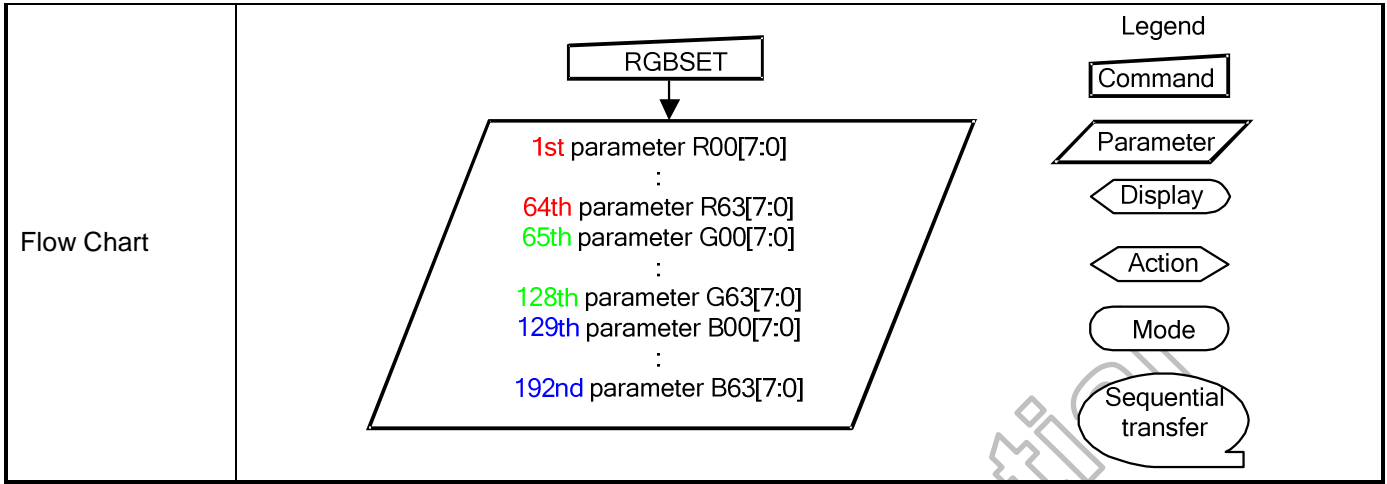 Flow Chart
RGBSET
1st parameter R00[7:0]
:
64th parameter R63[7:0]
65th parameter G00[7:0]
:
128th parameter G63[7:0]
129th parameter B00[7:0]
:
192nd parameter B63[7:0]
Legend
Command
Parameter
Display
Action
Mode
Sequential
transfer